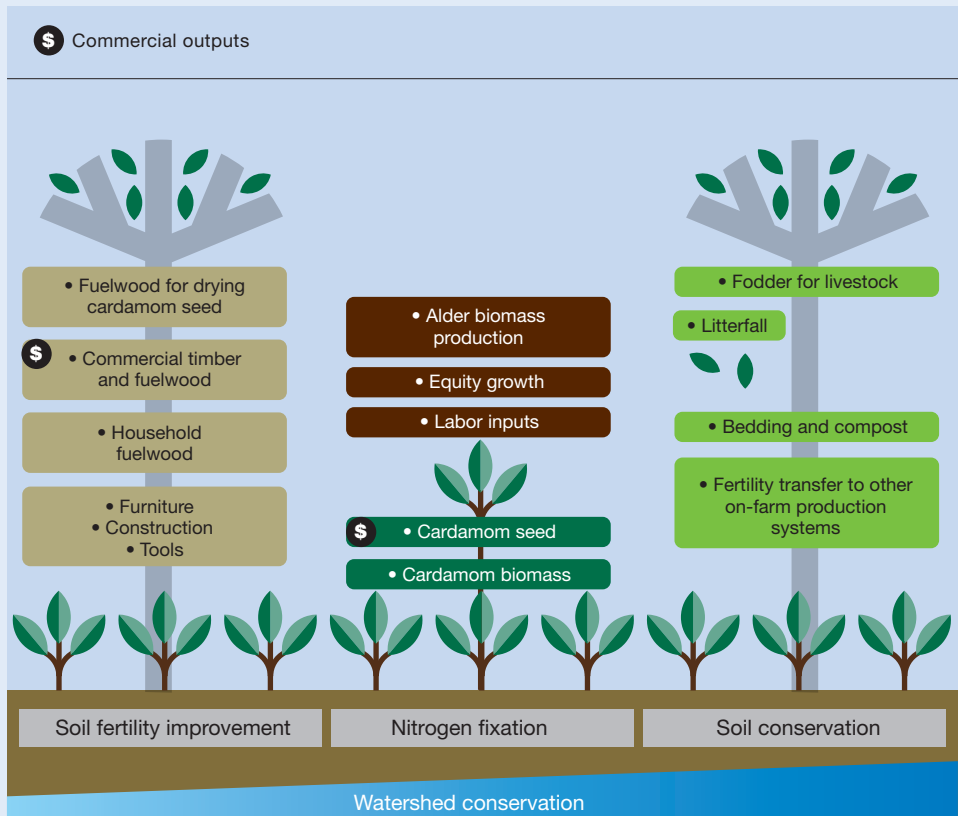 $ Commercial outputs
• Fuelwood for drying
cardamom seed
$
• Commercial timber
and fuelwood
• Household
fuelwood
• Furniture
• Construction
• Tools
• Alder biomass
production
• Equity growth
• Labor inputs
$ • Cardamom seed
• Cardamom biomass
• Fodder for livestock
• Litterfall
• Bedding and compost
• Fertility transfer to other
on-farm production
systems
Soil fertility improvement
Nitrogen fixation
Soil conservation
Watershed conservation